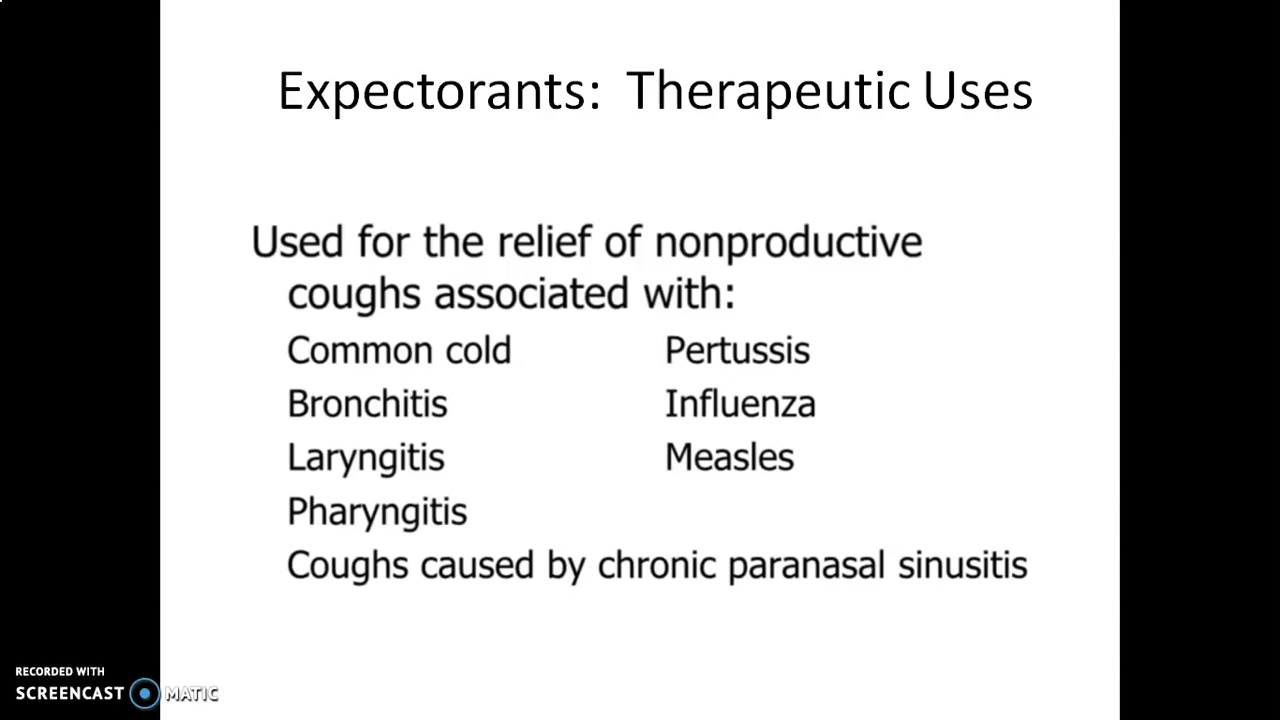 Expectorants: Therapeutic Uses
Used for the relief of nonproductive
coughs associated with:
Common cold Pertussis
Bronchitis Influenza
Laryngitis Measles
Pharyngitis
Coughs caused by chronic paranasal sinusitis
RECORDED WITH
SCREENCAST MATIC